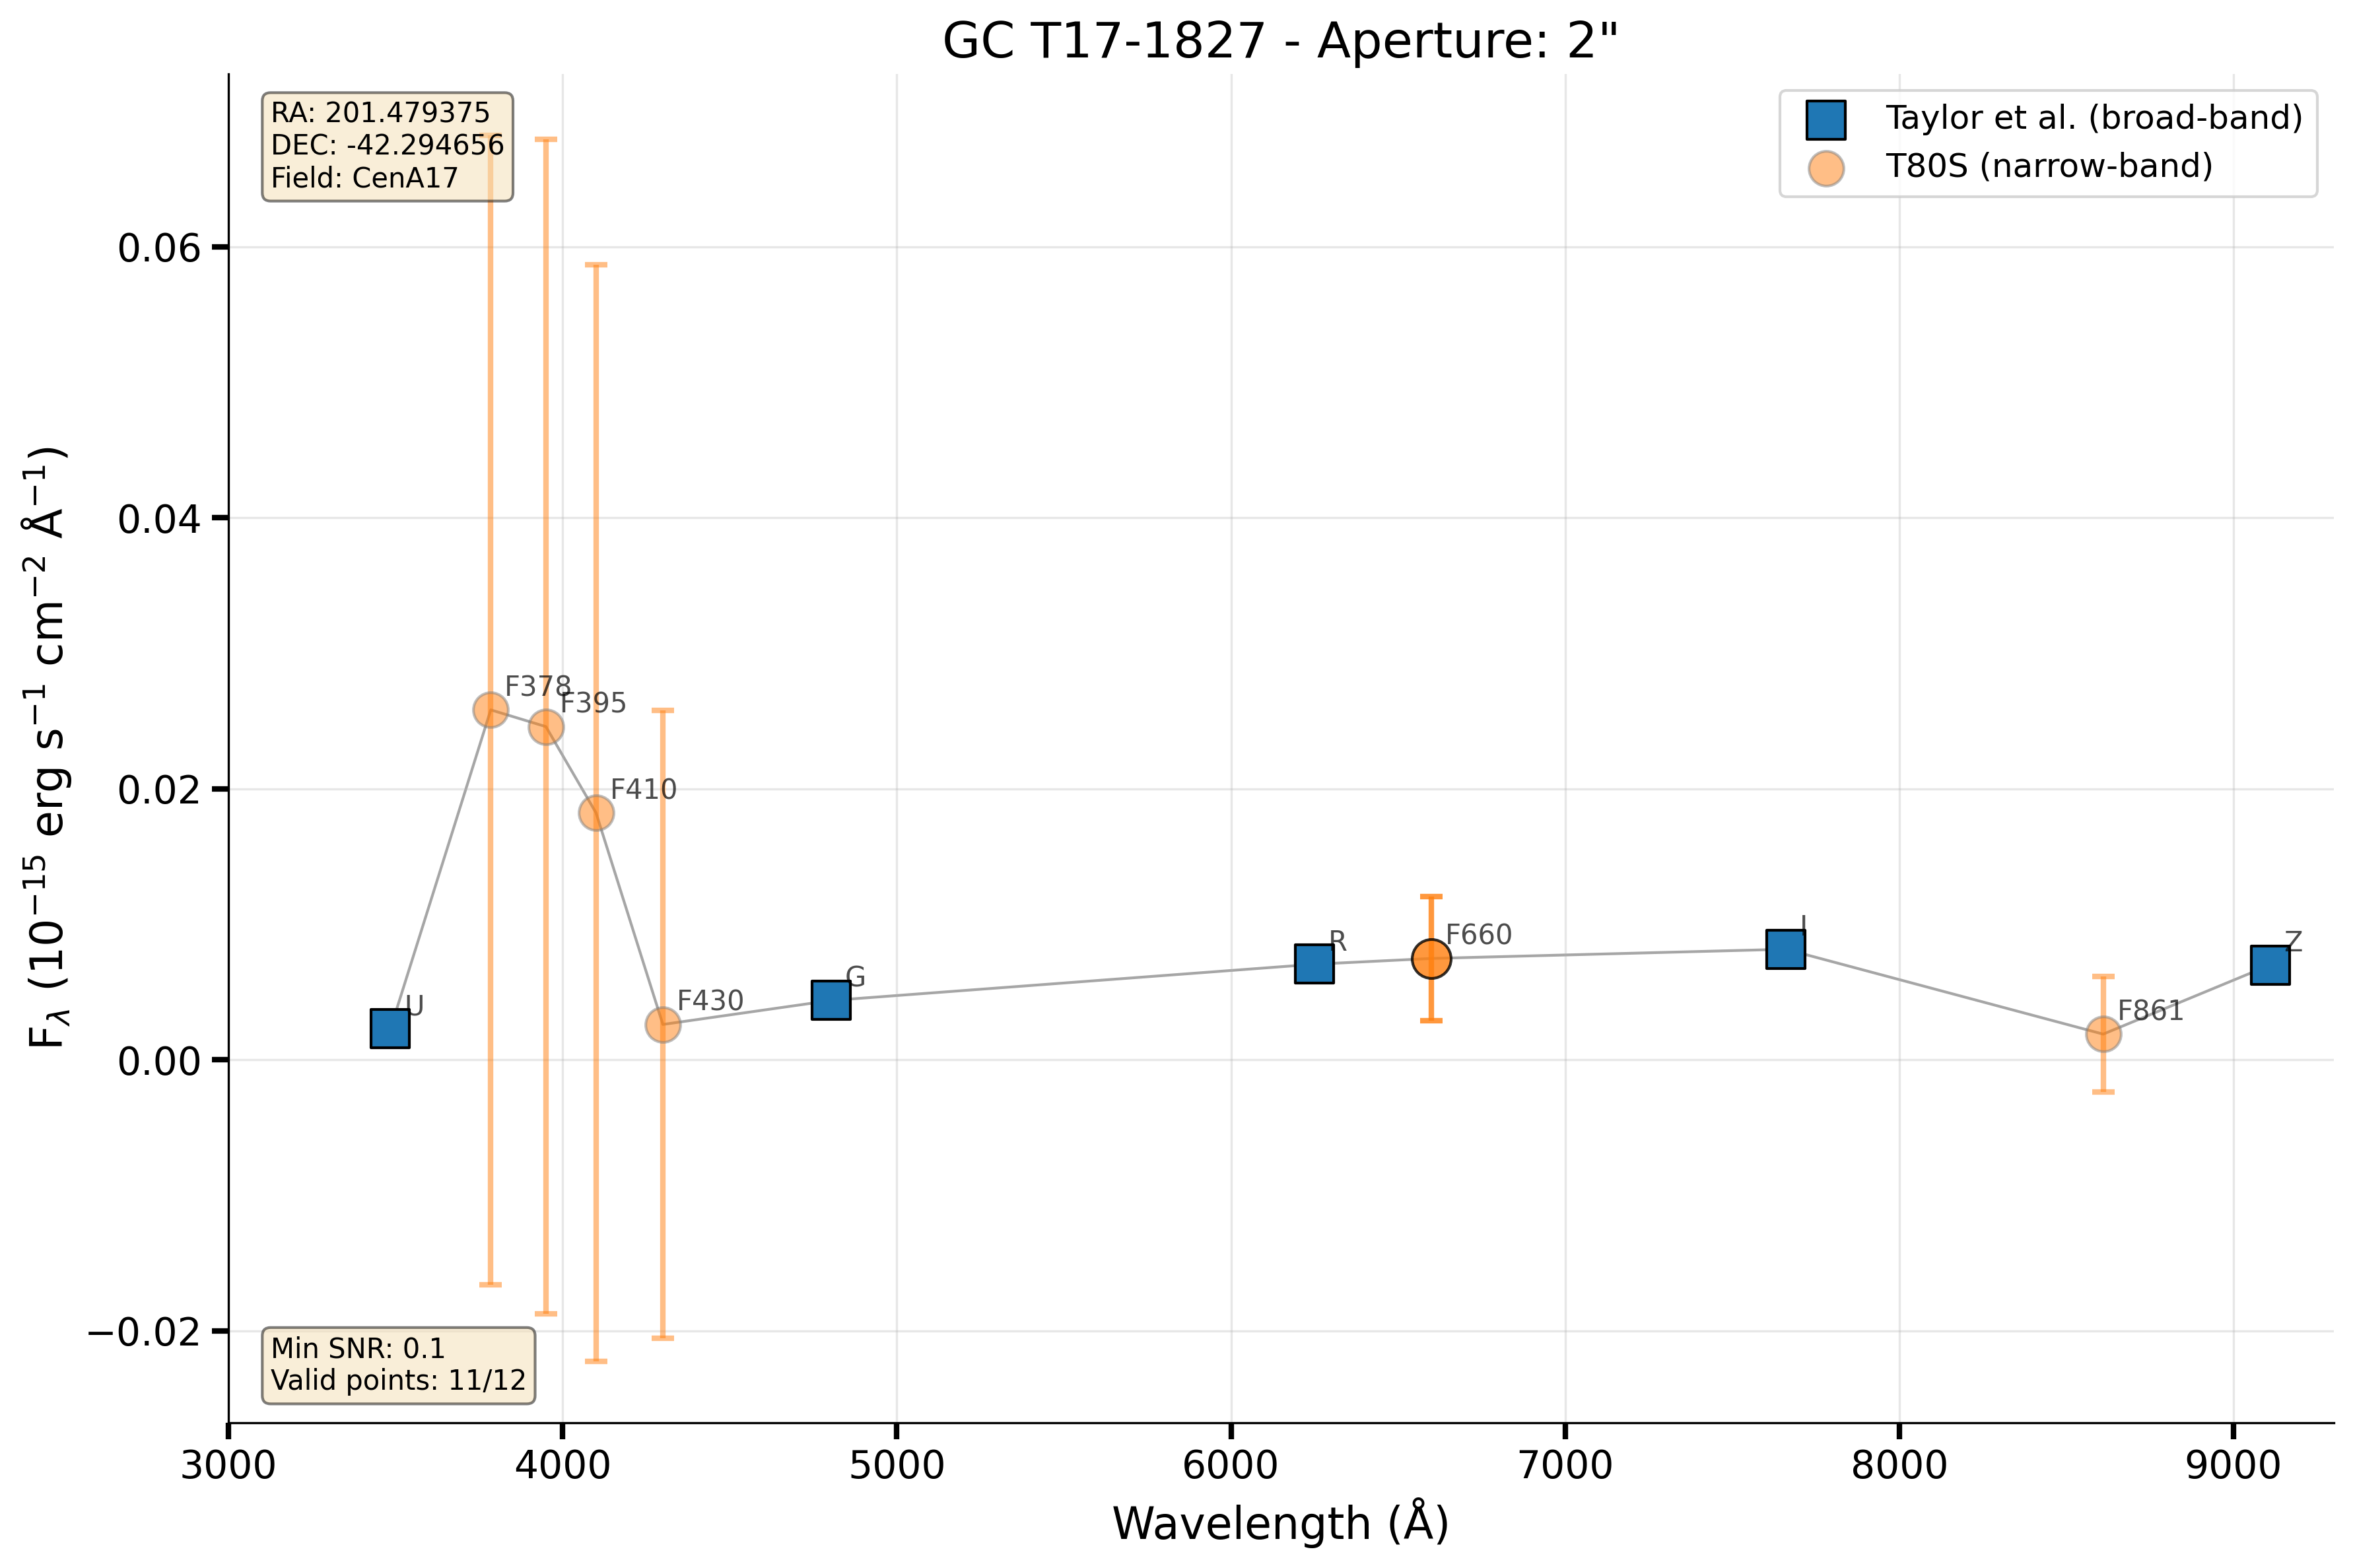 GC T17-1827 - Aperture: 2"
RA: 201.479375
DEC: -42.294656
Field: CenA17
Taylor et al. (broad-band)
T80S (narrow-band)
0.06
0.04
0.02
0.00
−0.02
F_λ (10⁻¹⁵ erg s⁻¹ cm⁻² Å⁻¹)
U
F378
F395
F410
F430
G
R
F660
I
F861
Z
Min SNR: 0.1
Valid points: 11/12
3000
4000
5000
6000
7000
8000
9000
Wavelength (Å)